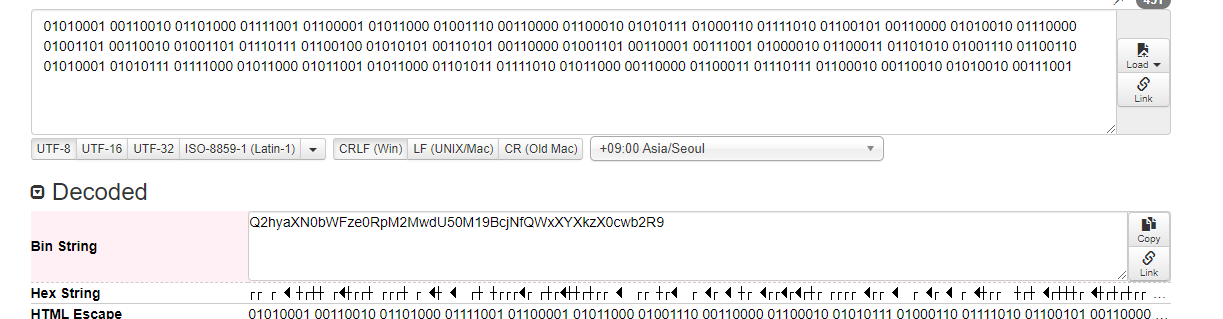 451
01010001 00110010 01101000 01111001 01100001 01011000 01001110 00110000 01100010 01010111 01000110 01111010 01100101 00110000 01010010 01110000
01001101 00110010 01001101 01110111 01100100 01010101 00110101 00110000 01001101 00110001 00111001 01000010 01100011 01101010 01001110 01100110
01010001 01010111 01111000 01011000 01011001 01011000 01101011 01111010 01011000 00110000 01100011 01110111 01100010 00110010 01010010 00111001
Load
Link
UTF-8 UTF-16 UTF-32 ISO-8859-1 (Latin-1) CRLF (Win) LF (UNIX/Mac) CR (Old Mac) +09:00 Asia/Seoul
Decoded
Bin String
Q2hyaXN0bWFze0RpM2MwdU50M19BcjNfQWxXYXkzX0cwb2R9
Copy
Link
Hex String
HTML Escape
01010001 00110010 01101000 01111001 01100001 01011000 01001110 00110000 01100010 01010111 01000110 01111010 01100101 00110000 …